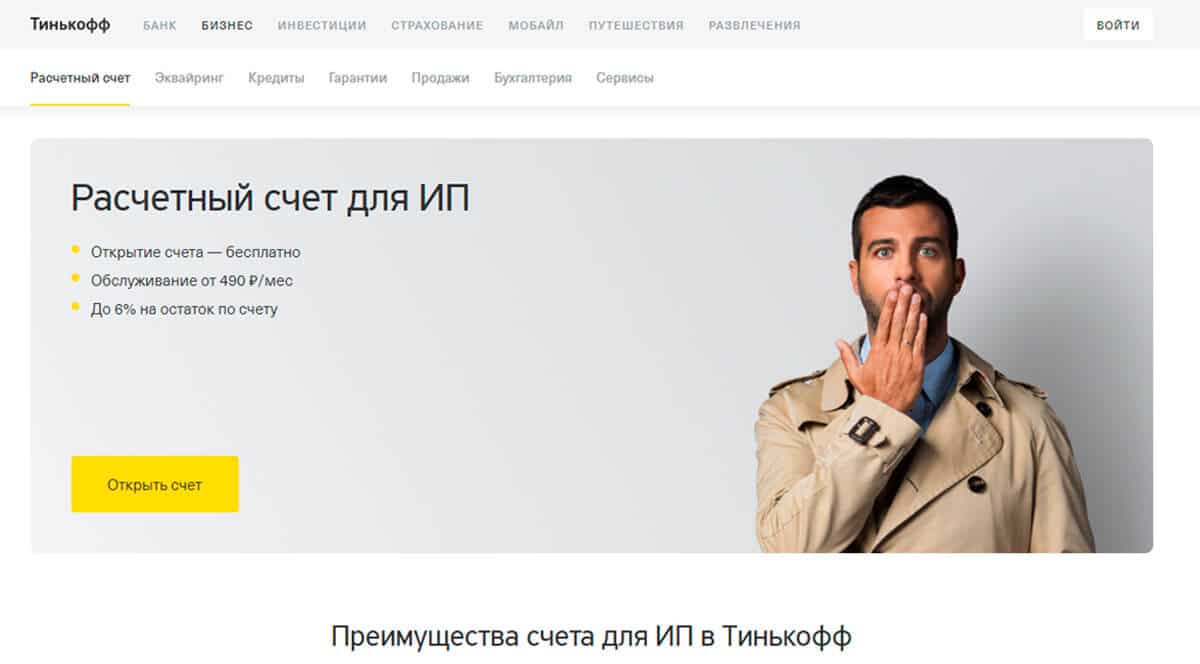 Тинькофф БАНК БИЗНЕС ИНВЕСТИЦИИ СТРАХОВАНИЕ МОБАЙЛ ПУТЕШЕСТВИЯ РАЗВЛЕЧЕНИЯ ВОЙТИ
Расчетный счет Эквайринг Кредиты Гарантии Продажи Бухгалтерия Сервисы
Расчетный счет для ИП
Открытие счета — бесплатно
Обслуживание от 490 ₽/мес
До 6% на остаток по счету
Открыть счет
Преимущества счета для ИП в Тинькофф